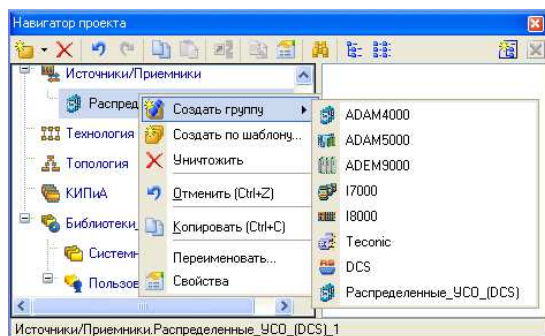 Навигатор проекта
Источники/Приемники
Распред
Технология
Топология
КИПиА
Библиотеки_
Системн
Пользов
Создать группу
Создать по шаблону...
Уничтожить
Отменить (Ctrl+Z)
Копировать (Ctrl+C)
Переименовать...
Свойства
ADAM4000
ADAM5000
ADEM9000
I7000
I8000
Teconic
DCS
Распределенные_УСО_(DCS)
Источники/Приемники.Распределенные_УСО_(DCS)_1